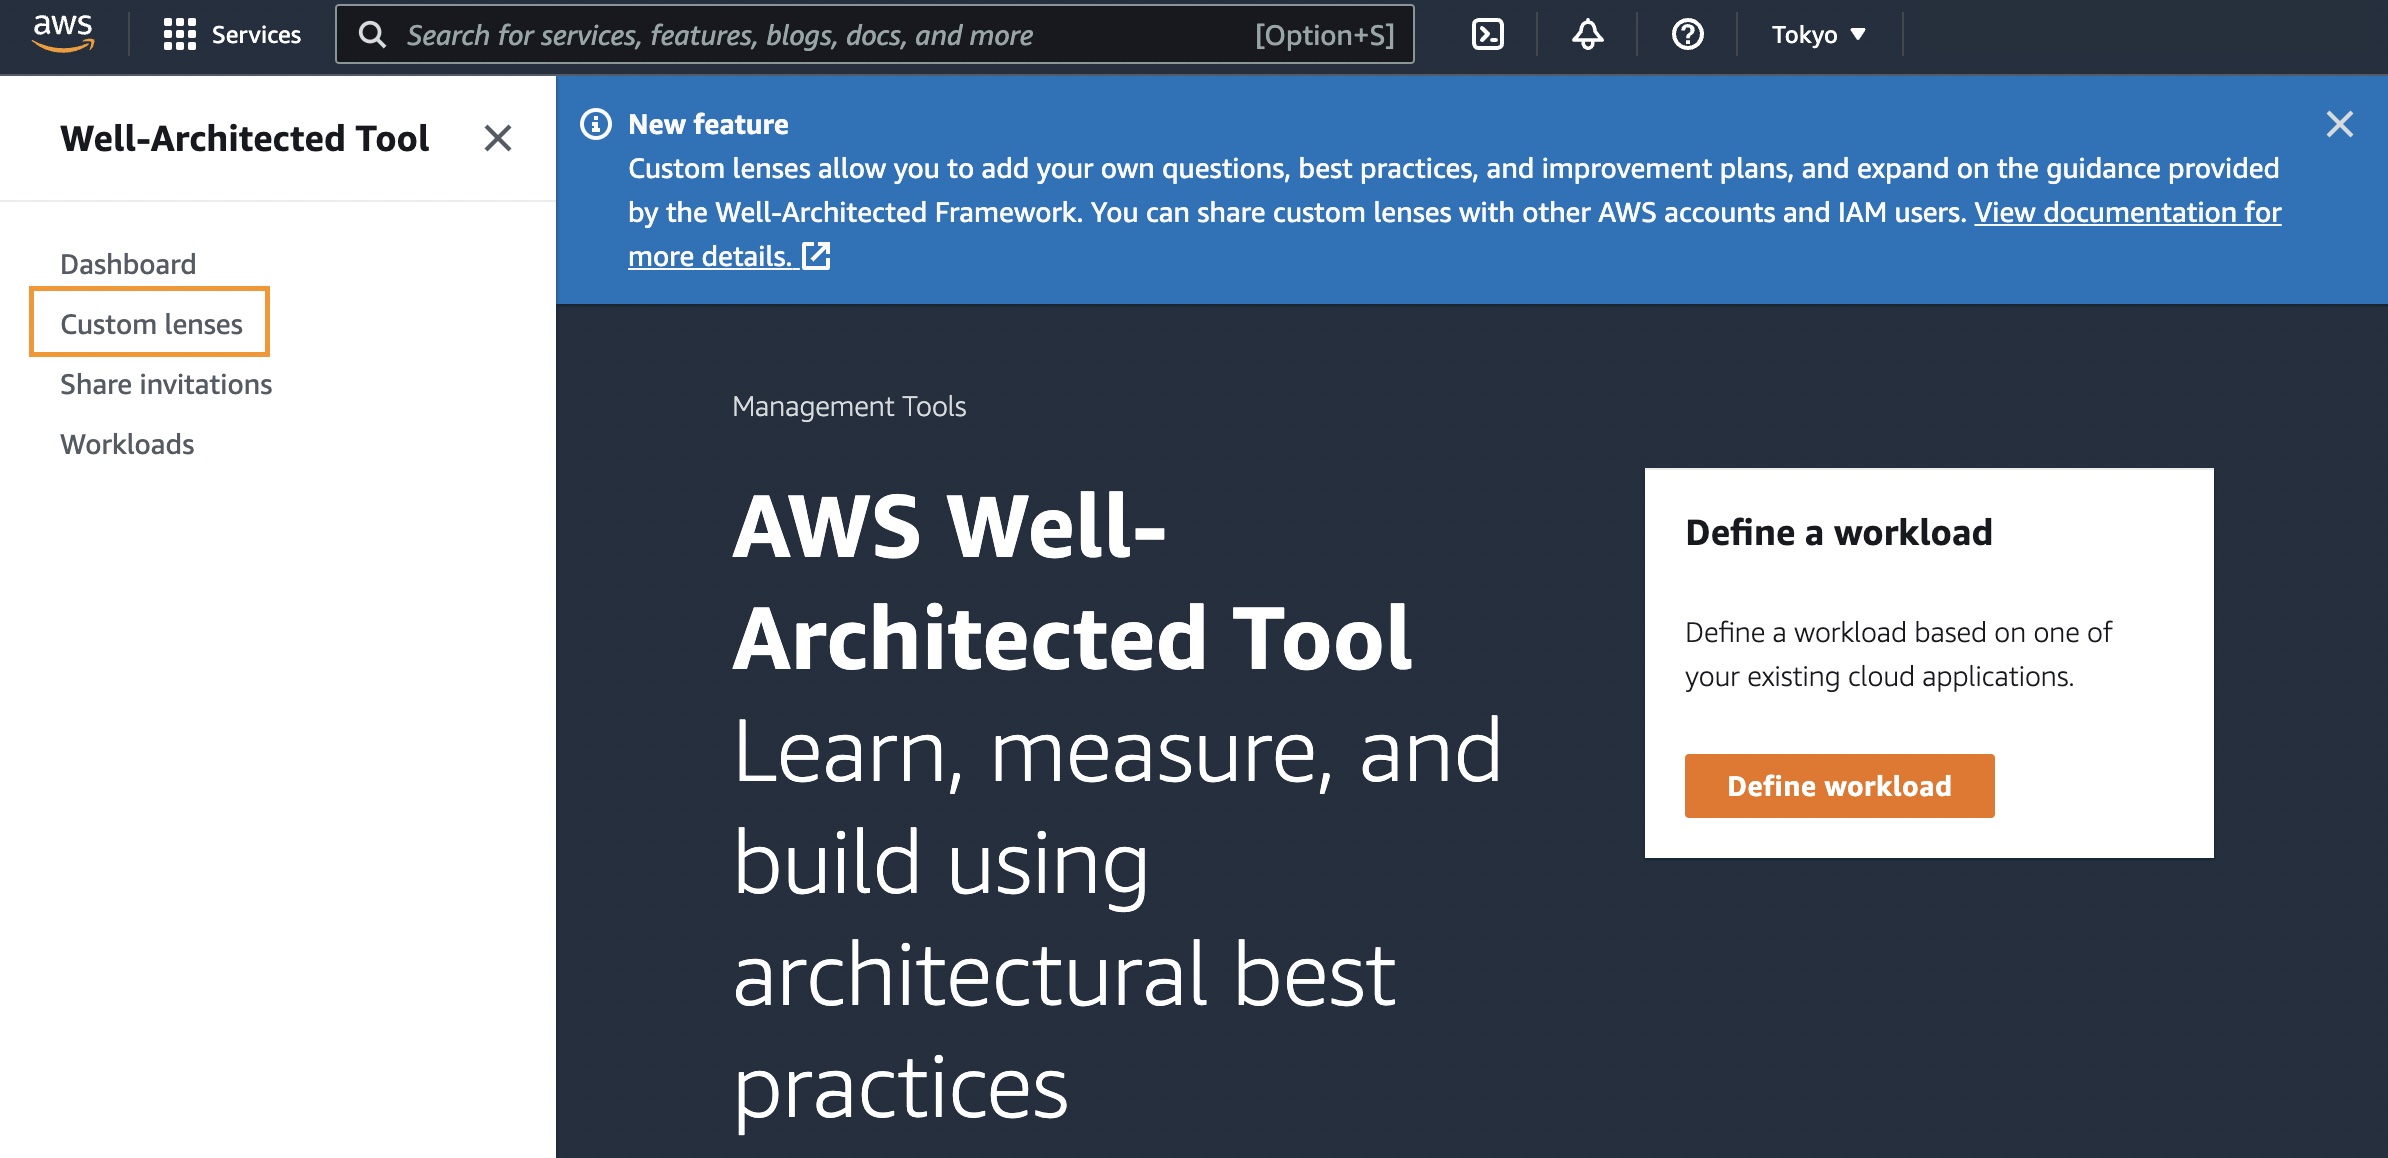 aws
Services
Search for services, features, blogs, docs, and more
[Option+S]
Tokyo
Well-Architected Tool
Dashboard
Custom lenses
Share invitations
Workloads
New feature
Custom lenses allow you to add your own questions, best practices, and improvement plans, and expand on the guidance provided
by the Well-Architected Framework. You can share custom lenses with other AWS accounts and IAM users. View documentation for
more details.
Management Tools
AWS Well-
Architected Tool
Learn, measure, and
build using
architectural best
practices
Define a workload
Define a workload based on one of
your existing cloud applications.
Define workload